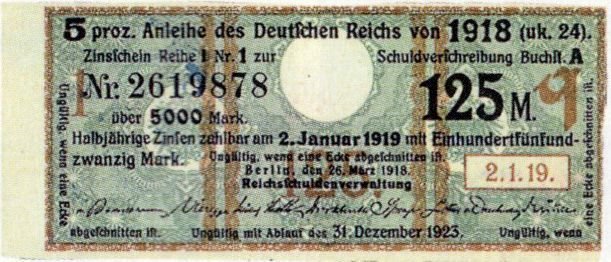 5 proz. Anleihe des Deutschen Reichs von 1918 (uk. 24).
Zinsschein Reihe I Nr. 1 zur Schuldverschreibung Buchst. A
Nr. 2619878 125 M.
über 5000 Mark.
Halbjährige Zinsen zahlbar am 2. Januar 1919 mit Einhundertfünfund-
zwanzig Mark. Ungültig, wenn eine Ecke abgeschnitten ist.
Berlin, den 26. März 1918.
Reichsschuldenverwaltung
2.1.19.
Ungültig, wenn eine Ecke
abgeschnitten ist. Ungültig mit Ablauf des 31. Dezember 1923. Ungültig, wenn
eine Ecke abgeschnitten ist.